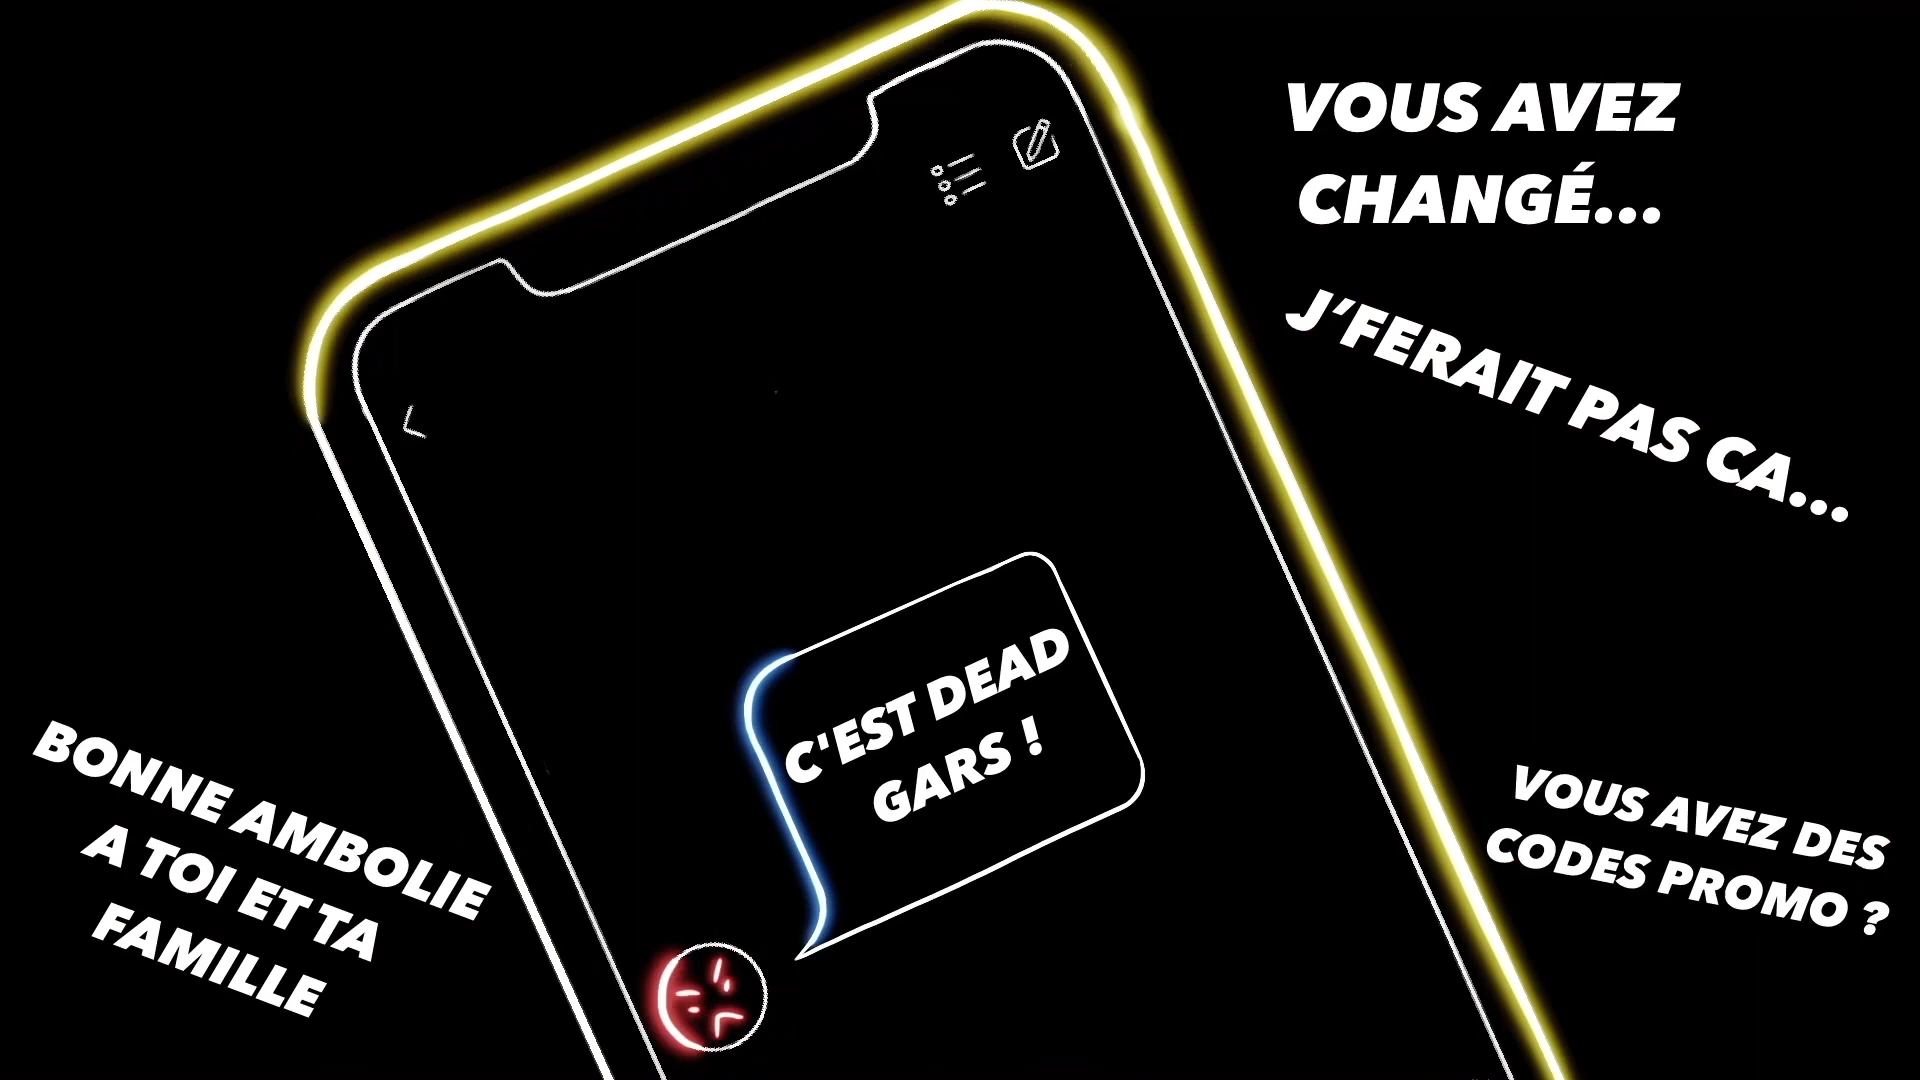 VOUS AVEZ
CHANGÉ...
J'FERAIT PAS CA...
C'EST DEAD
GARS !
BONNE AMBOLIE
A TOI ET TA
FAMILLE
VOUS AVEZ DES
CODES PROMO ?